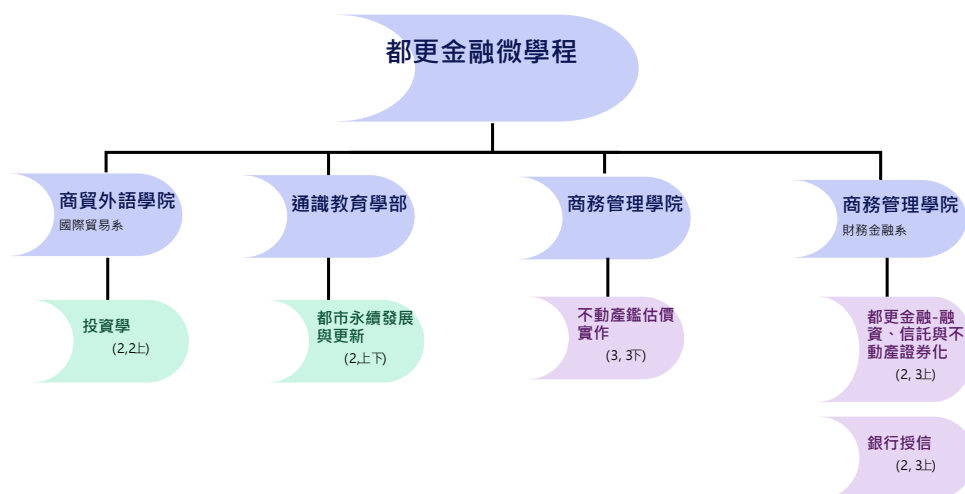 都更金融微學程
商貿外語學院
國際貿易系
通識教育學部
商務管理學院
商務管理學院
財務金融系
投資學
(2,2上)
都市永續發展
與更新
(2,上下)
不動產鑑估價
實作
(3, 3下)
都更金融-融
資、信託與不
動產證券化
(2, 3上)
銀行授信
(2, 3上)